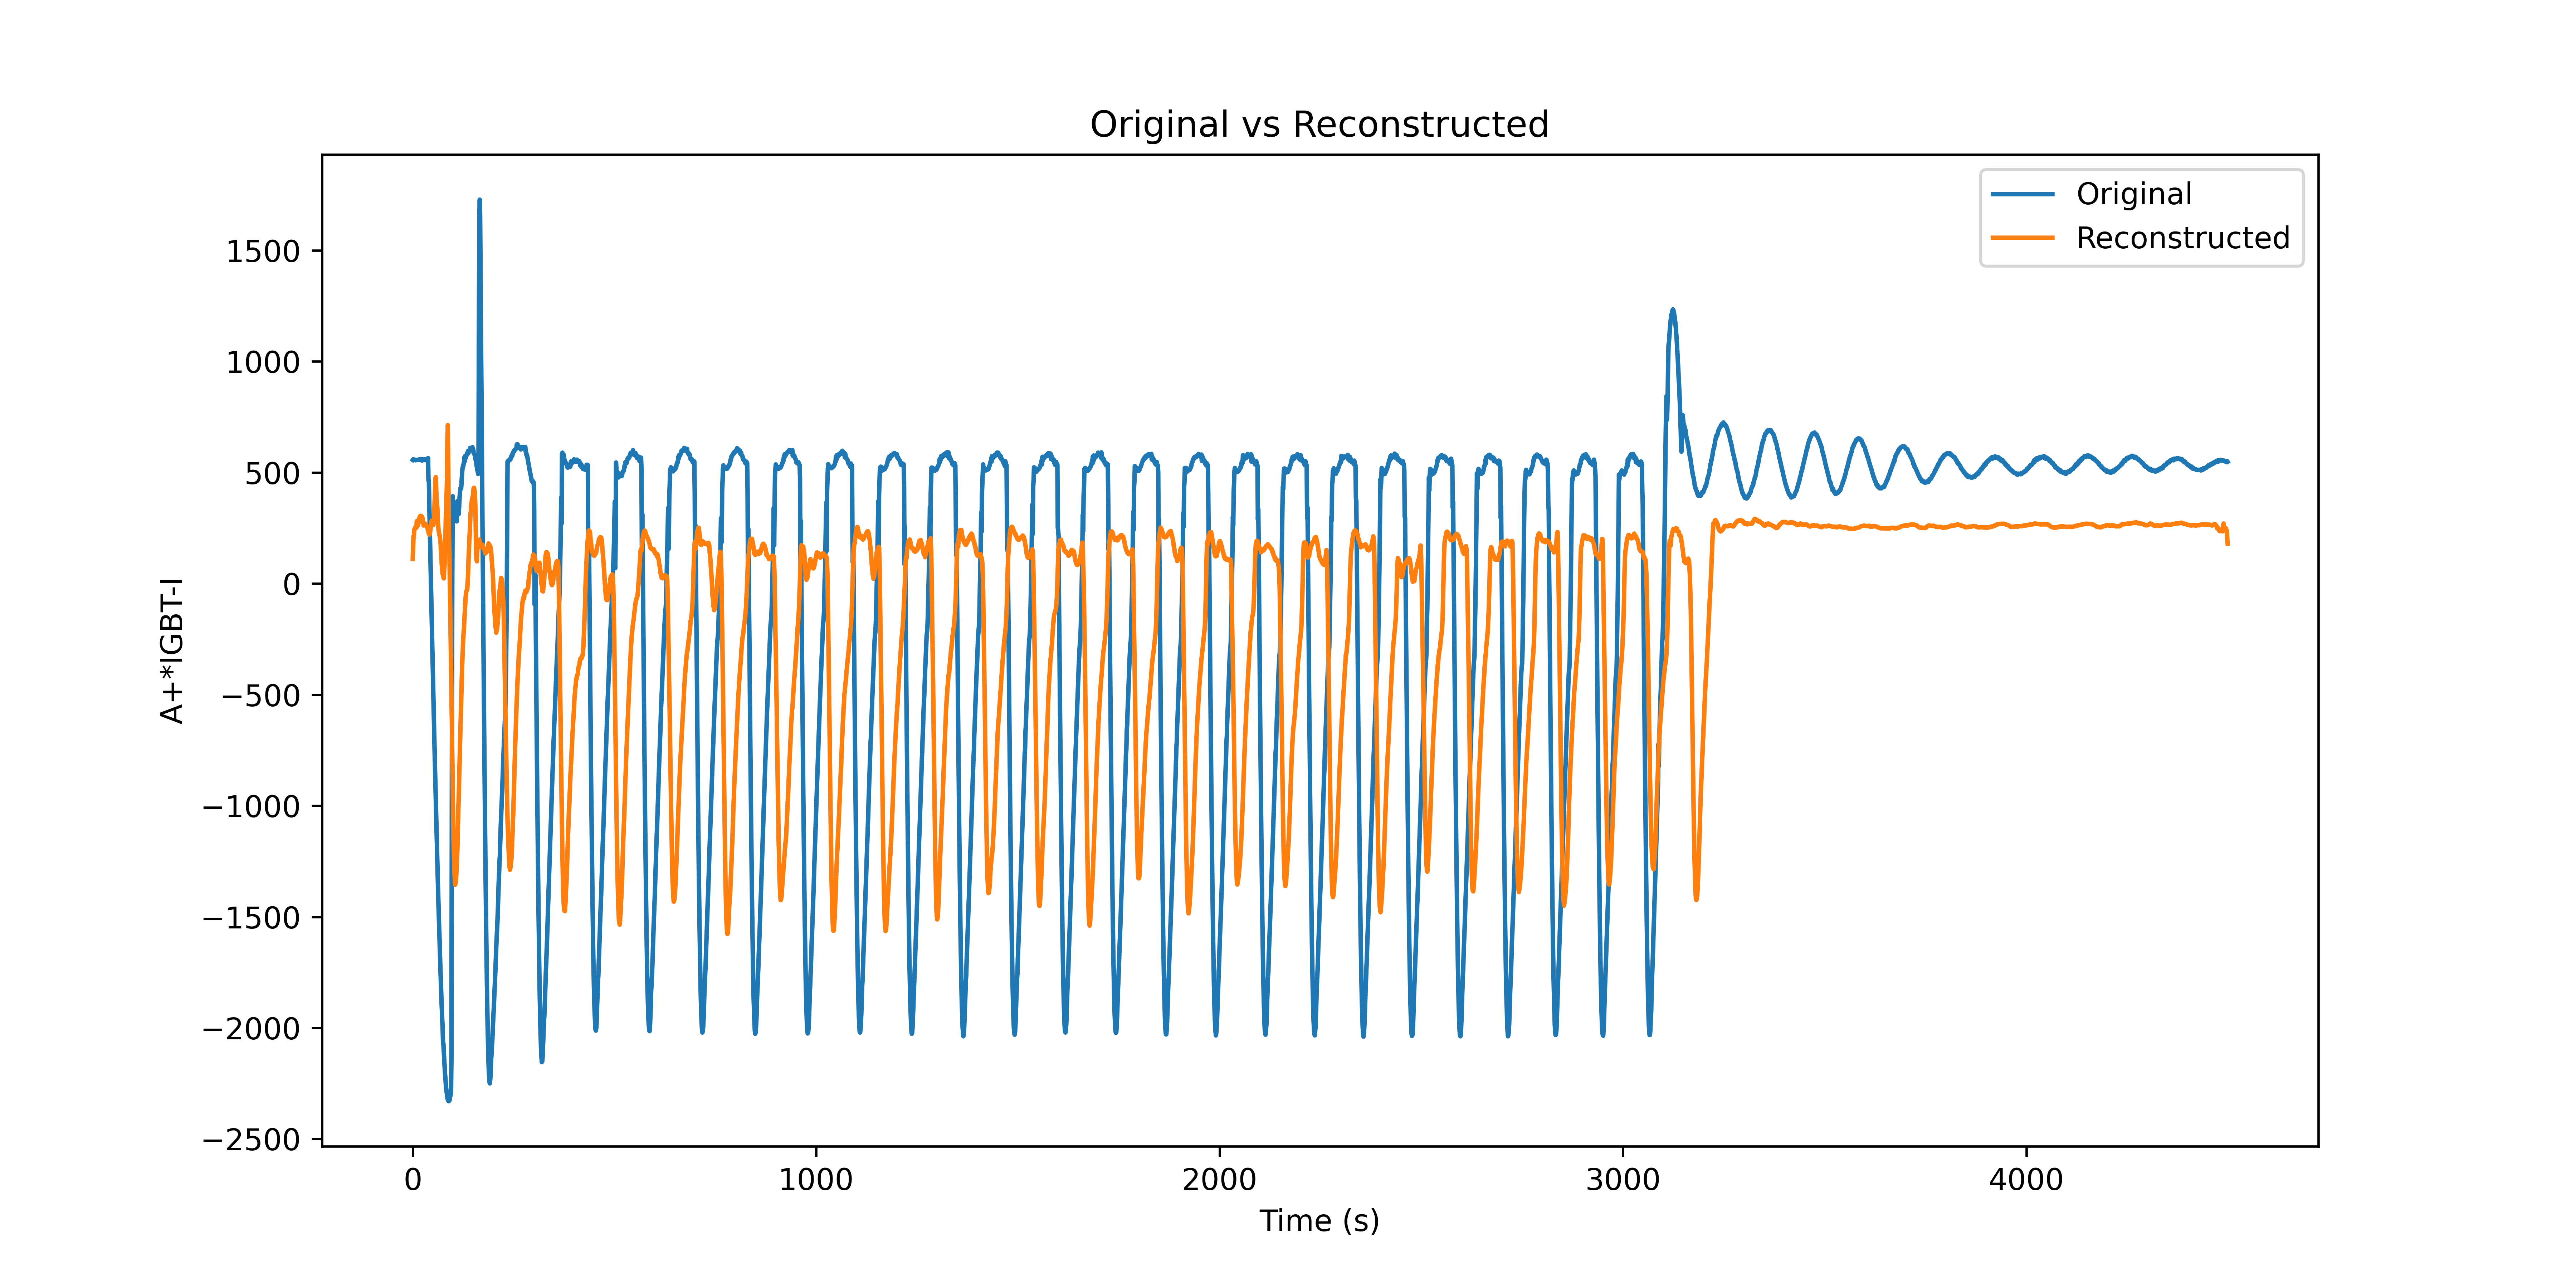 Original vs Reconstructed
Original
Reconstructed
A+*IGBT-I
1500
1000
500
0
−500
−1000
−1500
−2000
−2500
0 1000 2000 3000 4000
Time (s)